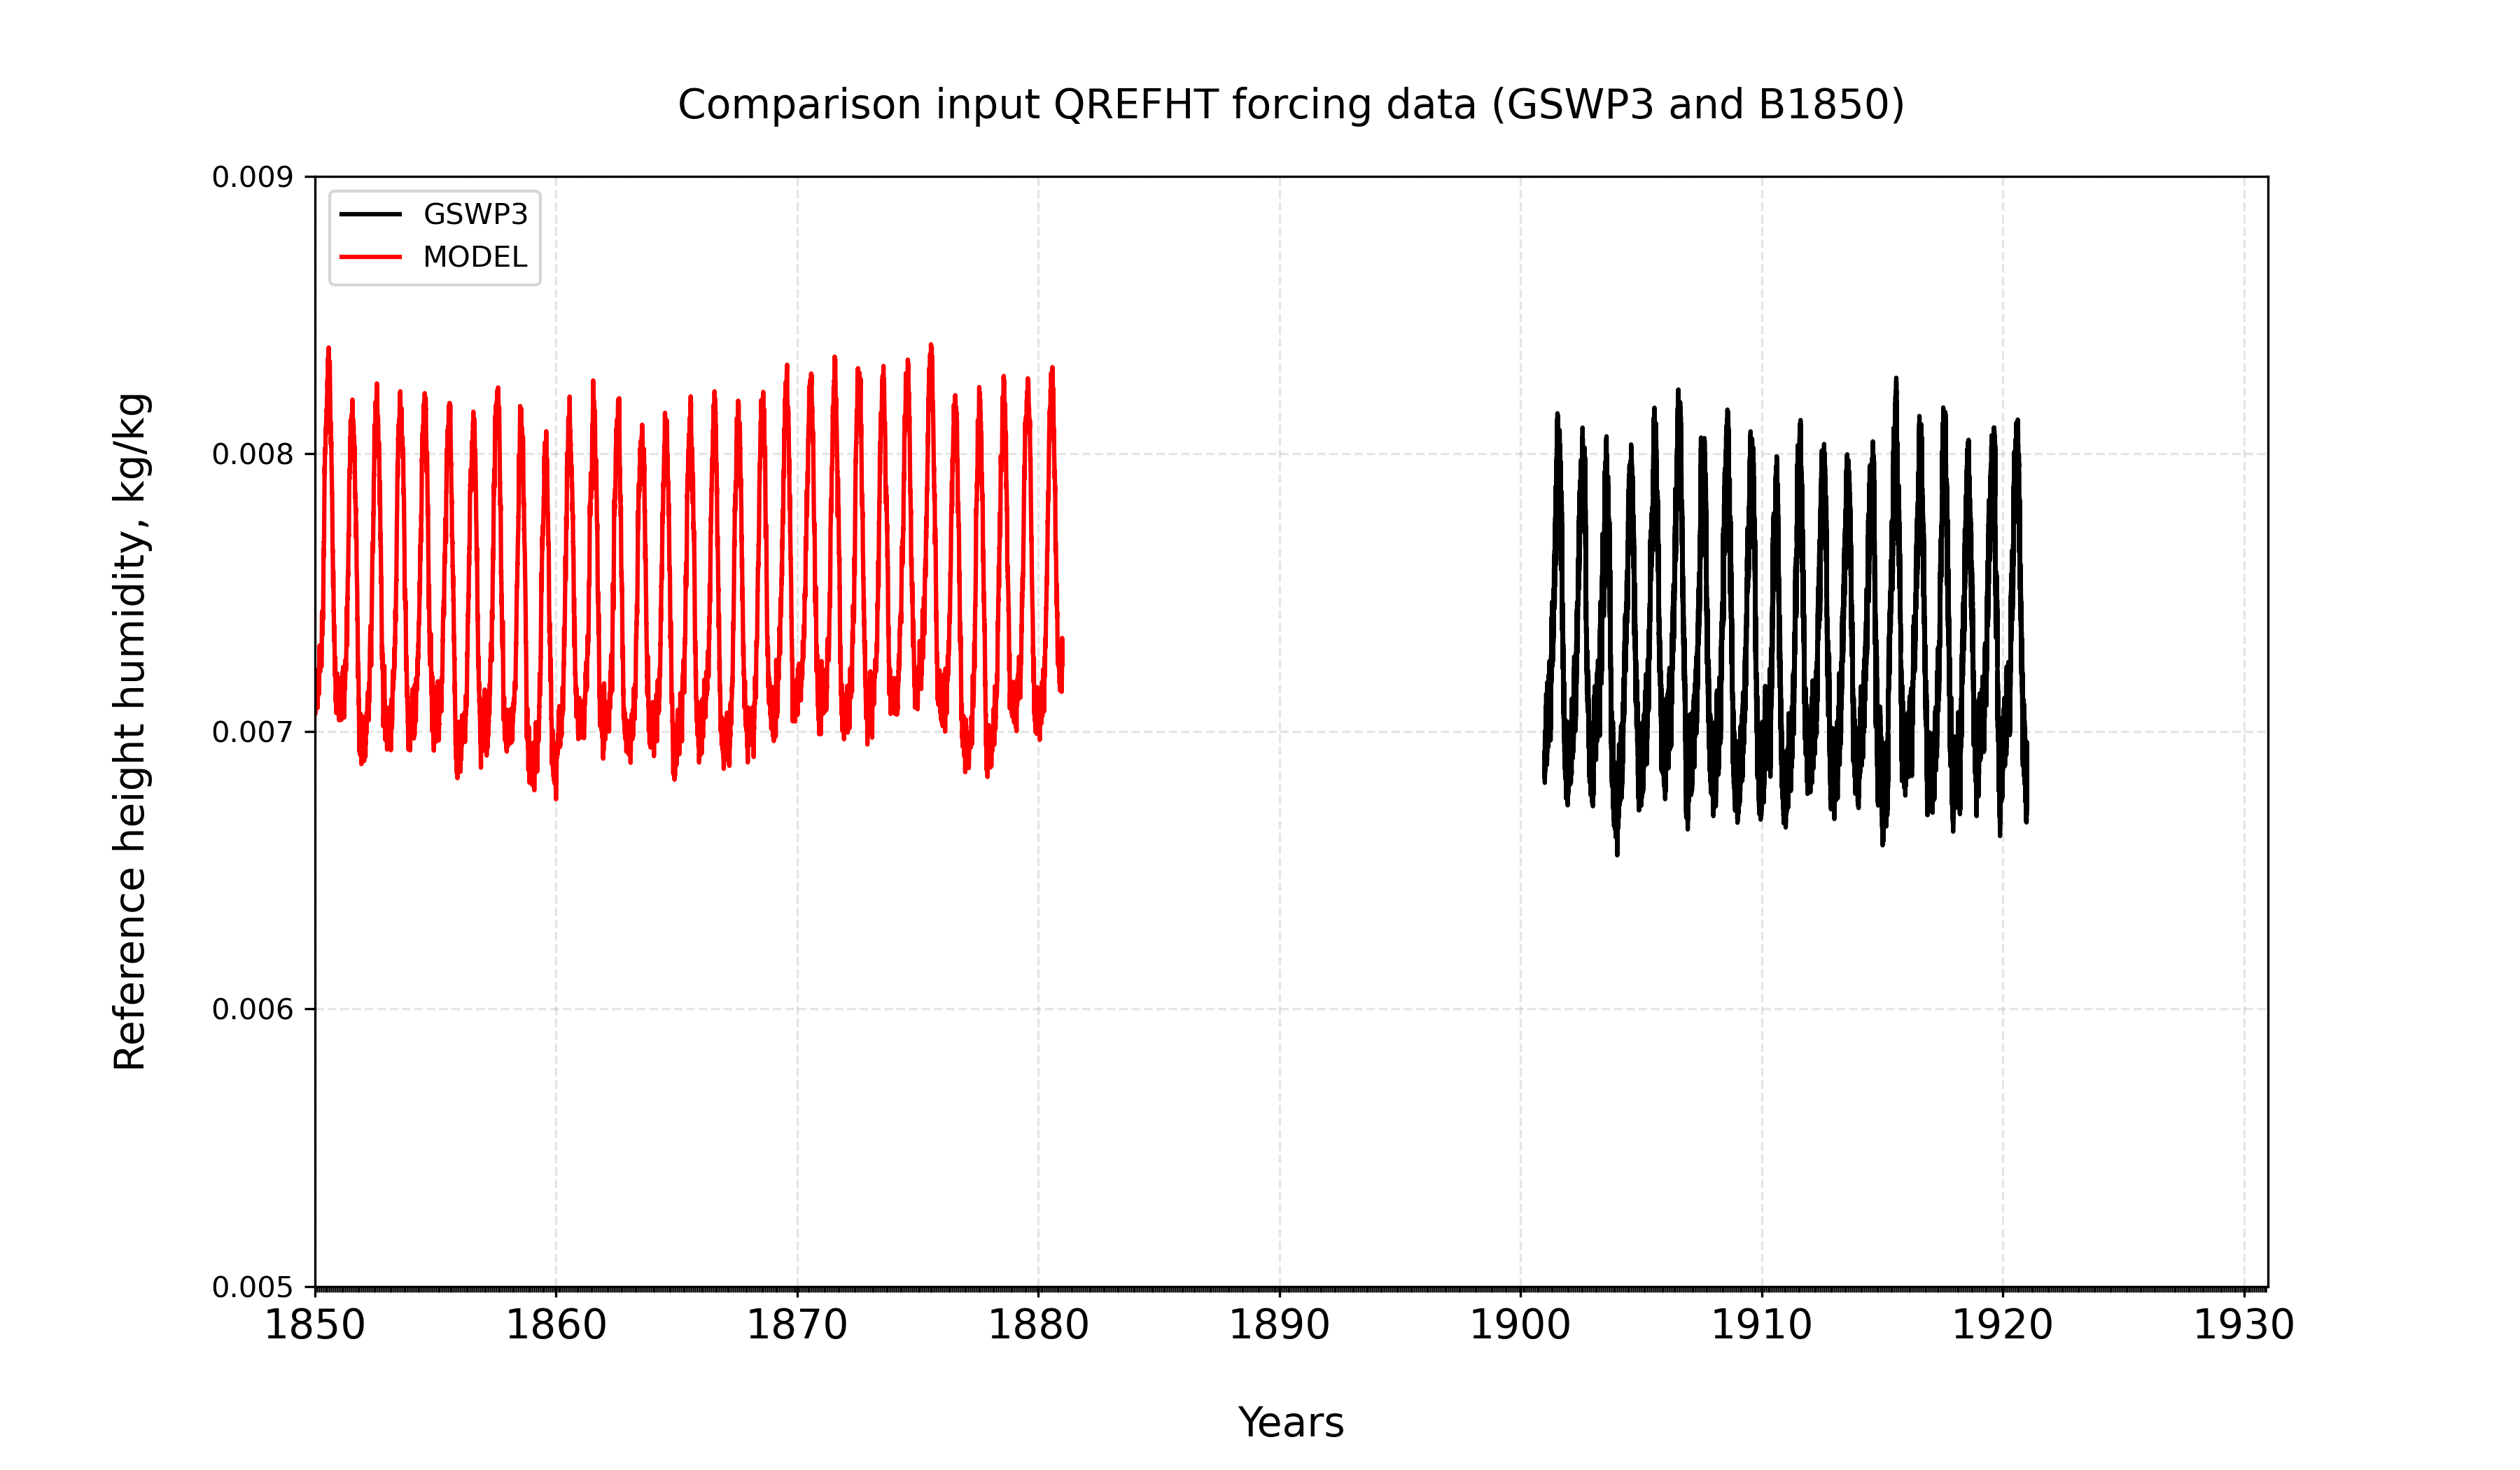 Comparison input QREFHT forcing data (GSWP3 and B1850)
GSWP3
MODEL
Reference height humidity, kg/kg
0.009
0.008
0.007
0.006
0.005
1850 1860 1870 1880 1890 1900 1910 1920 1930
Years